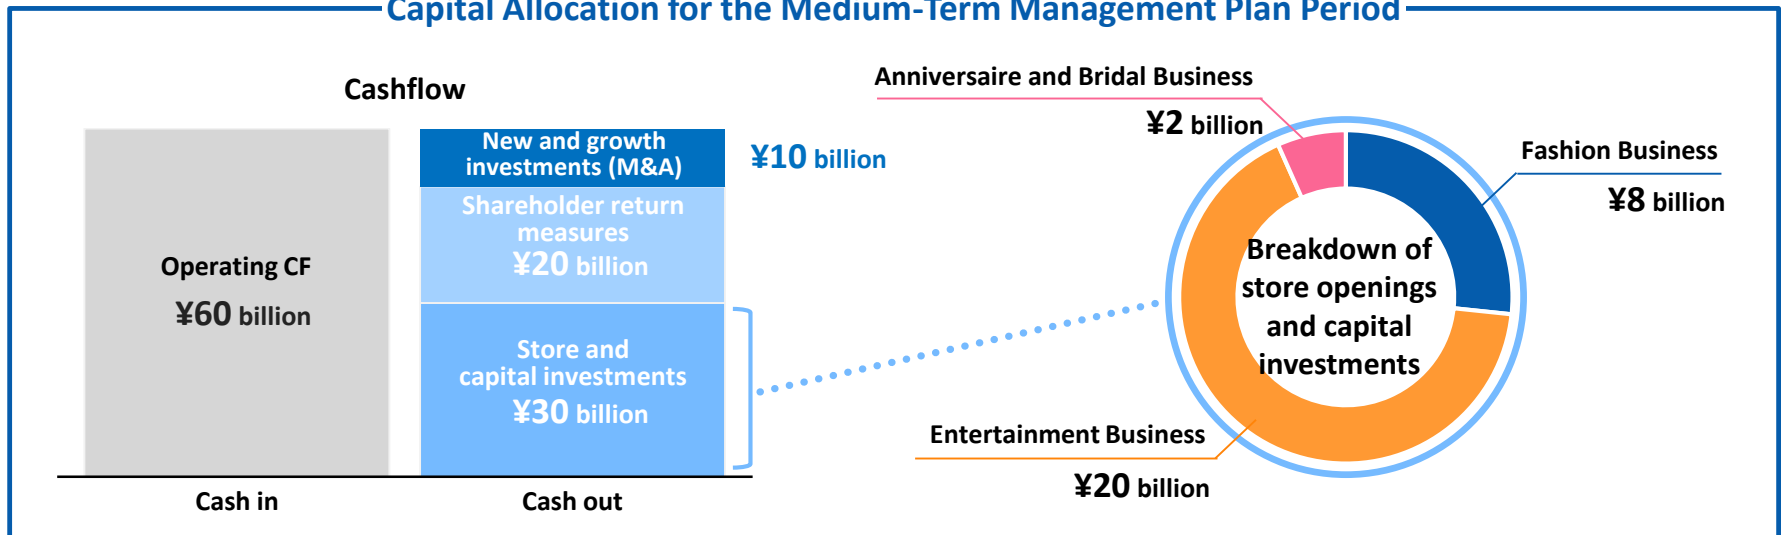 Capital Allocation for the Medium-Term Management Plan Period
Cashflow
Operating CF
¥60 billion
Cash in
New and growth
investments (M&A)
¥10 billion
Shareholder return
measures
¥20 billion
Store and
capital investments
¥30 billion
Cash out
Anniversaire and Bridal Business
¥2 billion
Fashion Business
¥8 billion
Breakdown of
store openings
and capital
investments
Entertainment Business
¥20 billion